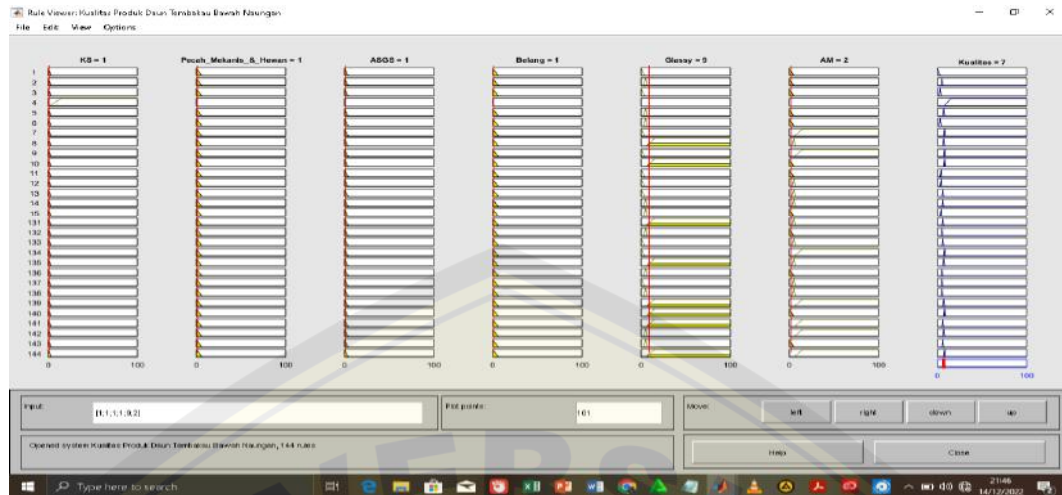 Rule Viewer: Kualitas Produk Daun Tembakau Bawah Naungan
File Edit View Options
KS = 1
Pecah_Mekanis_&_Hewan = 1
ASGS = 1
Belang = 1
Glassy = 9
AM = 2
Kualitas = 7
1
2
3
4
5
6
7
8
9
10
11
12
13
14
15
131
132
133
134
135
136
137
138
139
140
141
142
143
144
0 100
0 100
0 100
0 100
0 100
0 100
0 100
Input: [1;1;1;1;9;2]
Plot points: 101
Move: left right down up
Opened system Kualitas Produk Daun Tembakau Bawah Naungan, 144 rules
Help Close
Type here to search
21:46
14/12/2022